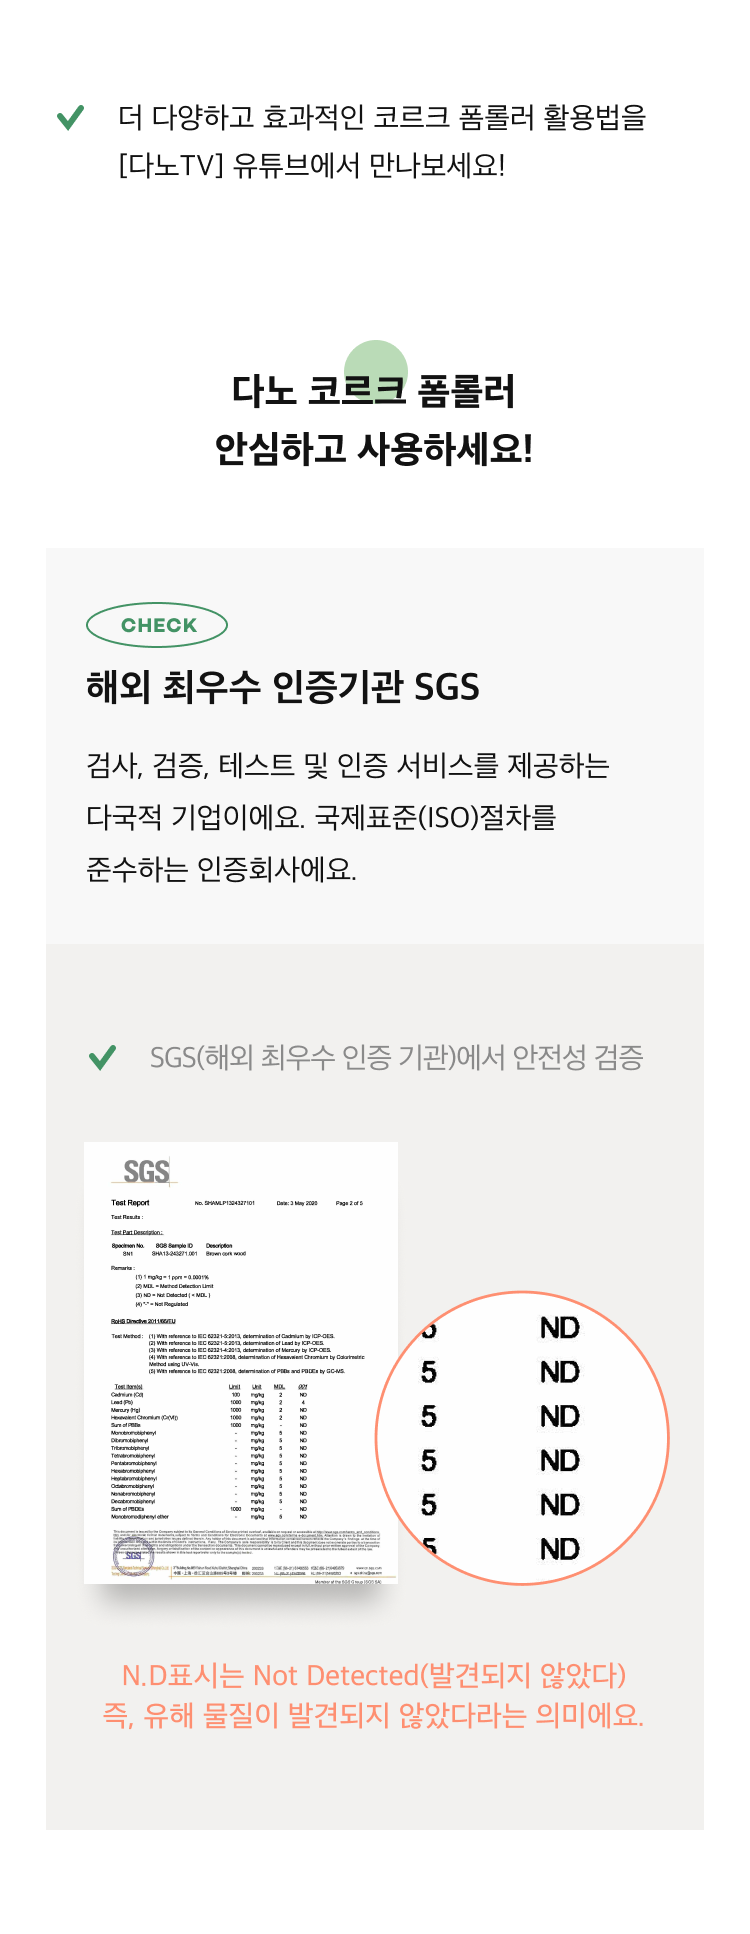 더 다양하고 효과적인 코르크 폼롤러 활용법을
[다노TV] 유튜브에서 만나보세요!
다노 코르크 폼롤러
안심하고 사용하세요!
CHECK
해외 최우수 인증기관 SGS
검사, 검증, 테스트 및 인증 서비스를 제공하는
다국적 기업이에요. 국제표준(ISO)절차를
준수하는 인증회사에요.
SGS(해외 최우수 인증 기관)에서 안전성 검증
SGS
Test Report No. SHAMLP1324327101 Date: 3 May 2020 Page 2 of 5
Test Results :
Test Part Description :
Specimen No. SGS Sample ID Description
SN1 SHA13-243271.001 Brown cork wood
Remarks :
(1) 1 mg/kg = 1 ppm = 0.0001%
(2) MDL = Method Detection Limit
(3) ND = Not Detected ( < MDL )
(4) "-" = Not Regulated
RoHS Directive 2011/65/EU
Test Method : (1) With reference to IEC 62321-5:2013, determination of Cadmium by ICP-OES.
(2) With reference to IEC 62321-5:2013, determination of Lead by ICP-OES.
(3) With reference to IEC 62321-4:2013, determination of Mercury by ICP-OES.
(4) With reference to IEC 62321:2008, determination of Hexavalent Chromium by Colorimetric
Method using UV-Vis.
(5) With reference to IEC 62321:2008, determination of PBBs and PBDEs by GC-MS.
Test Item(s) Limit Unit MDL 001
Cadmium (Cd) 100 mg/kg 2 ND
Lead (Pb) 1000 mg/kg 2 4
Mercury (Hg) 1000 mg/kg 2 ND
Hexavalent Chromium (Cr(VI)) 1000 mg/kg 2 ND
Sum of PBBs 1000 mg/kg - ND
Monobromobiphenyl - mg/kg 5 ND
Dibromobiphenyl - mg/kg 5 ND
Tribromobiphenyl - mg/kg 5 ND
Tetrabromobiphenyl - mg/kg 5 ND
Pentabromobiphenyl - mg/kg 5 ND
Hexabromobiphenyl - mg/kg 5 ND
Heptabromobiphenyl - mg/kg 5 ND
Octabromobiphenyl - mg/kg 5 ND
Nonabromobiphenyl - mg/kg 5 ND
Decabromobiphenyl - mg/kg 5 ND
Sum of PBDEs 1000 mg/kg - ND
Monobromodiphenyl ether - mg/kg 5 ND
SGS
Member of the SGS Group (SGS SA)
5 ND
5 ND
5 ND
5 ND
5 ND
5 ND
N.D표시는 Not Detected(발견되지 않았다)
즉, 유해 물질이 발견되지 않았다라는 의미에요.